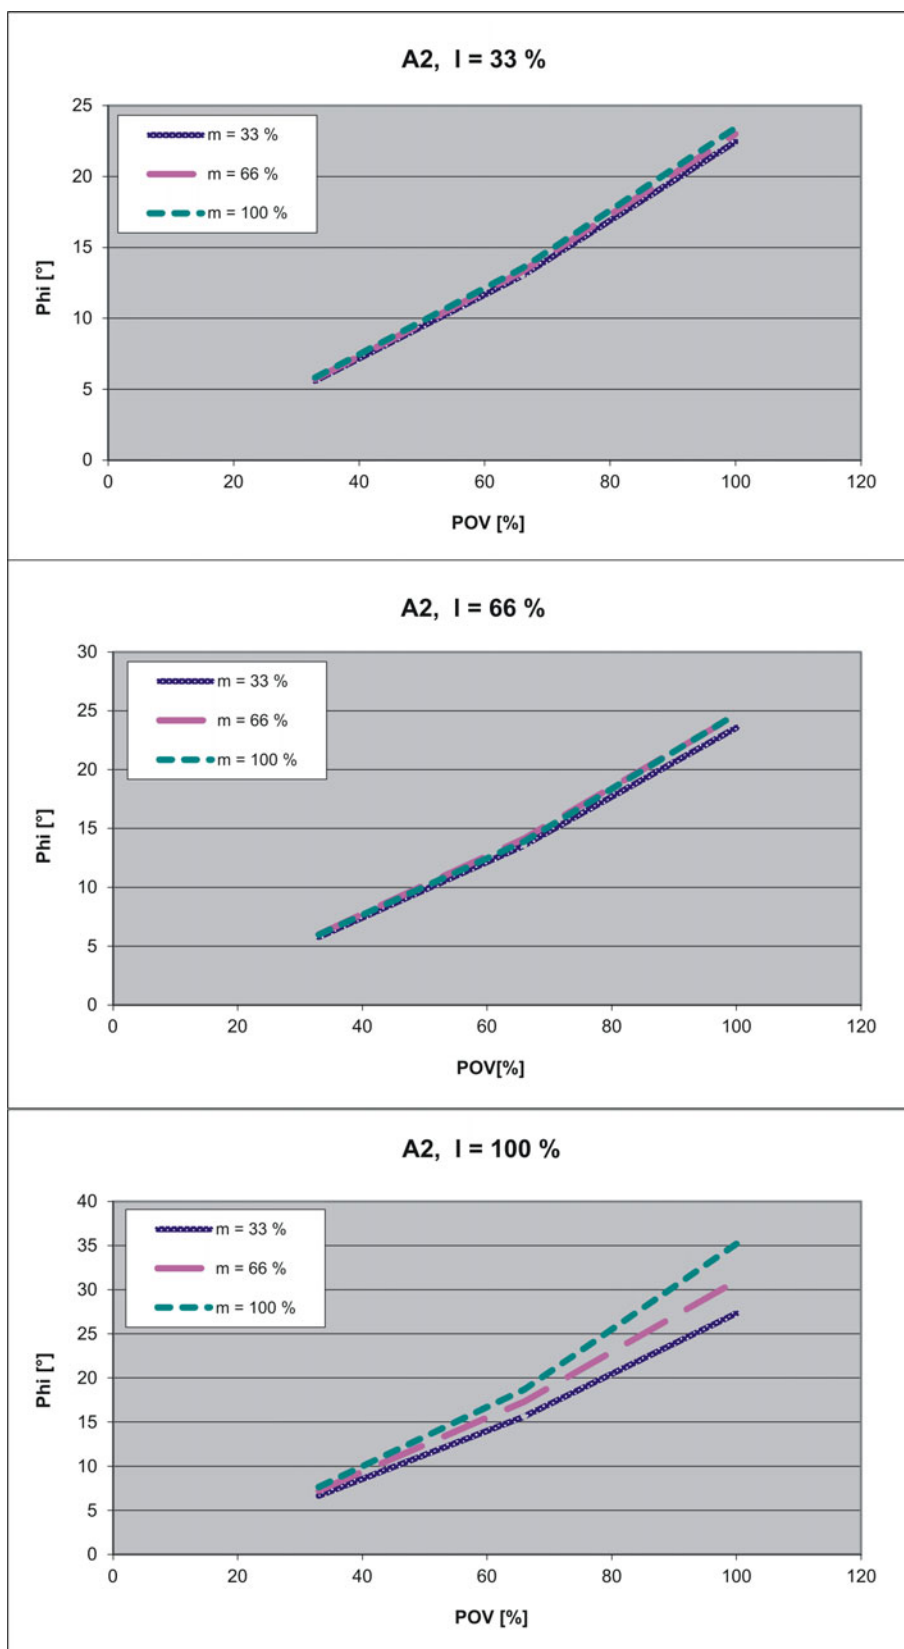 A2, l = 33 %
25
20
15
10
5
0
m = 33 %
m = 66 %
m = 100 %
Phi [°]
0 20 40 60 80 100 120
POV [%]
A2, l = 66 %
30
25
20
15
10
5
0
m = 33 %
m = 66 %
m = 100 %
Phi [°]
0 20 40 60 80 100 120
POV[%]
A2, l = 100 %
40
35
30
25
20
15
10
5
0
m = 33 %
m = 66 %
m = 100 %
Phi [°]
0 20 40 60 80 100 120
POV [%]